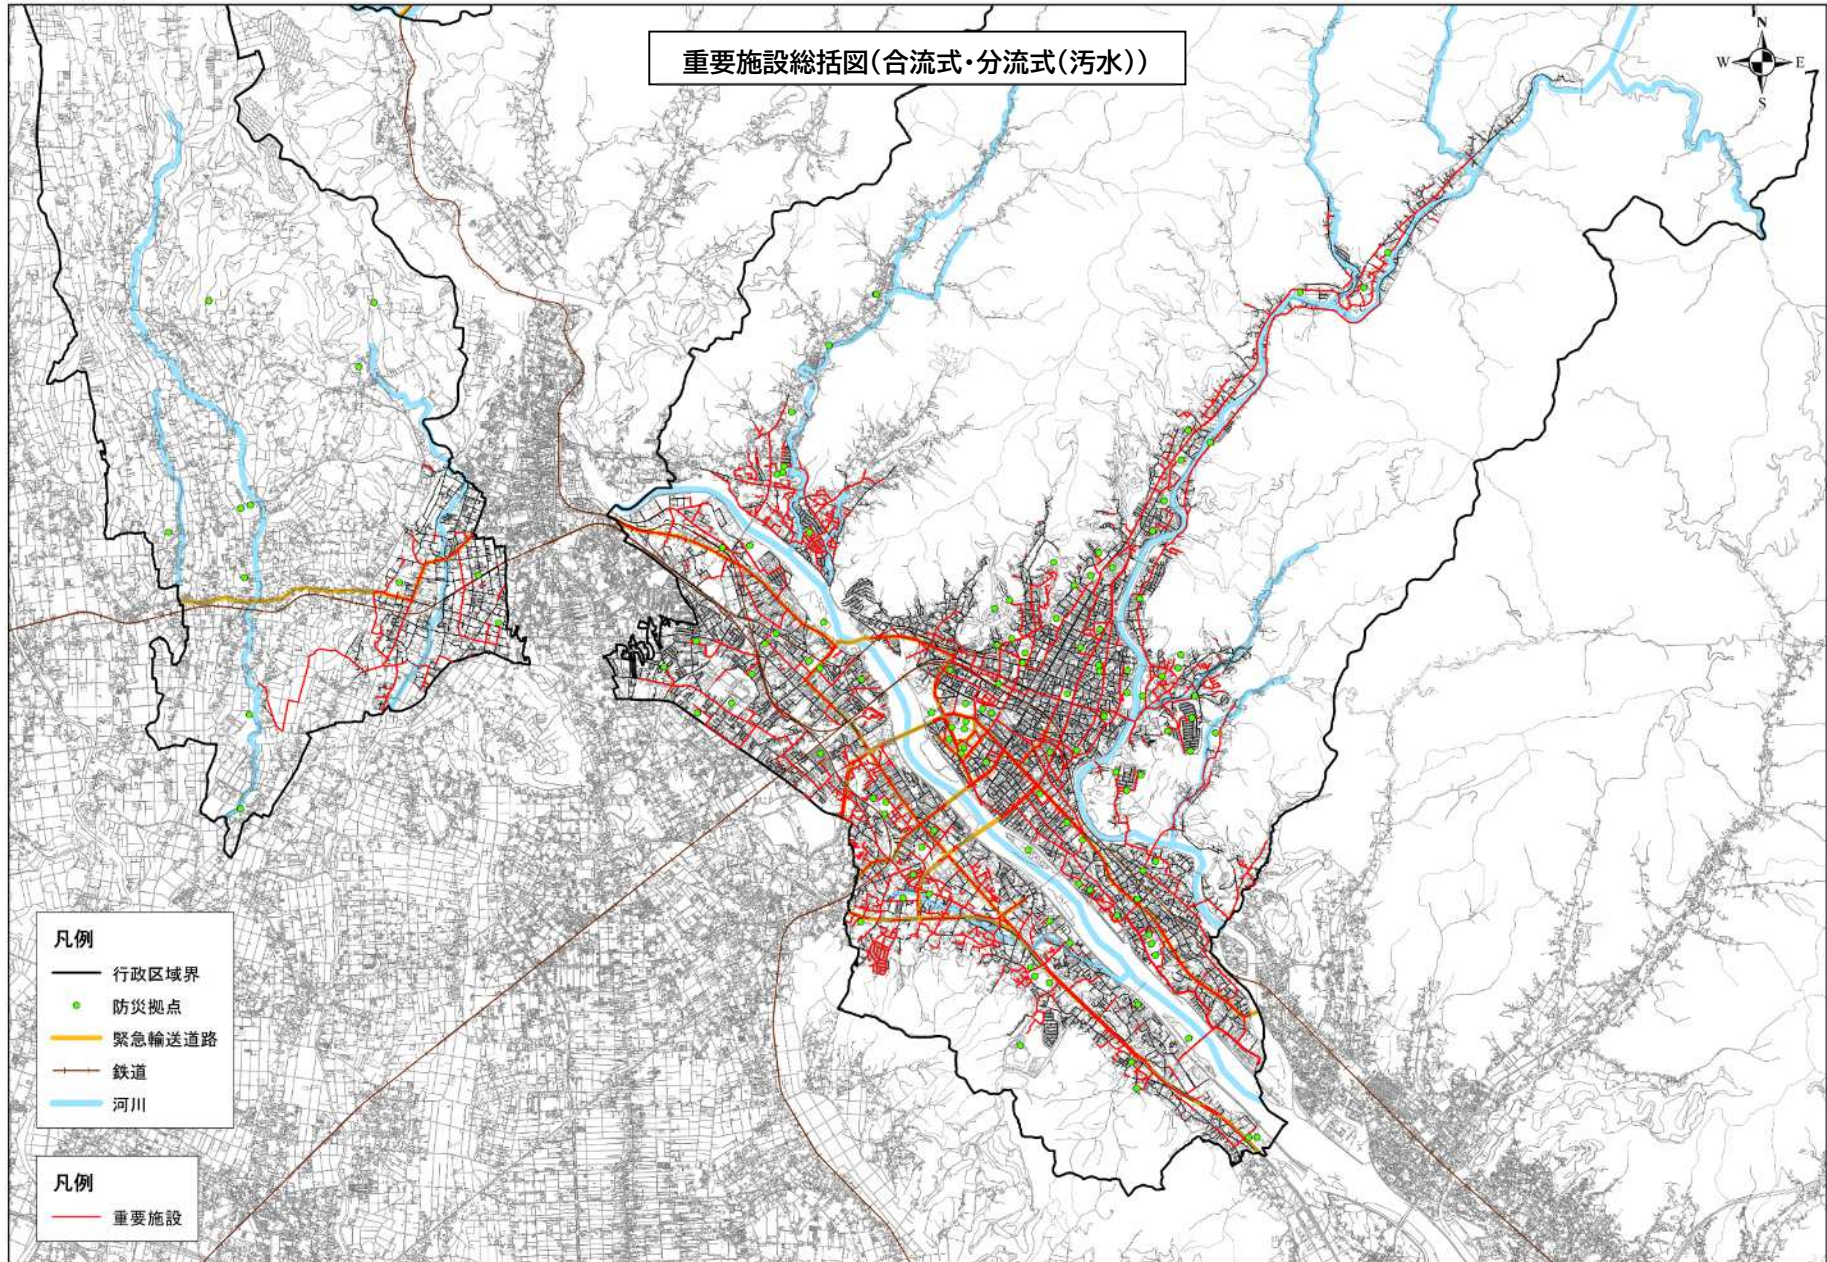 重要施設総括図(合流式・分流式(汚水))
N
W E
S
凡例
行政区域界
防災拠点
緊急輸送道路
鉄道
河川
凡例
重要施設